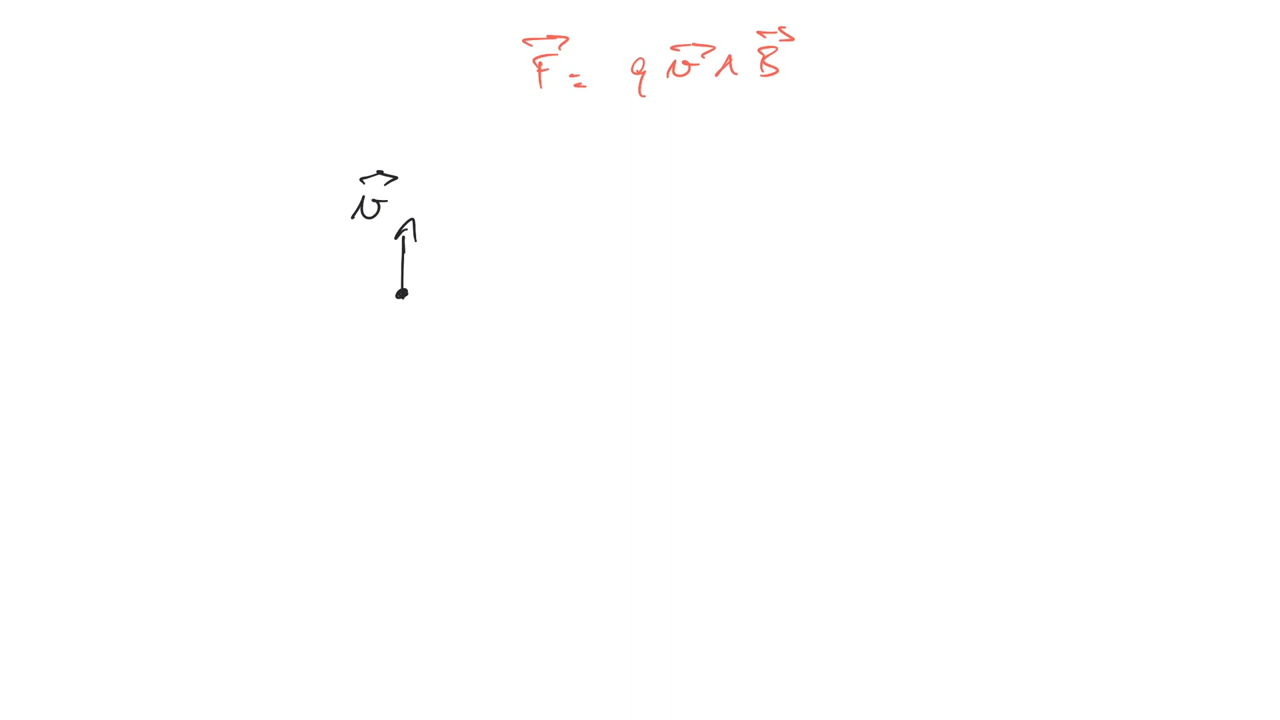 F⃗ = q v⃗ ∧ B⃗
v⃗